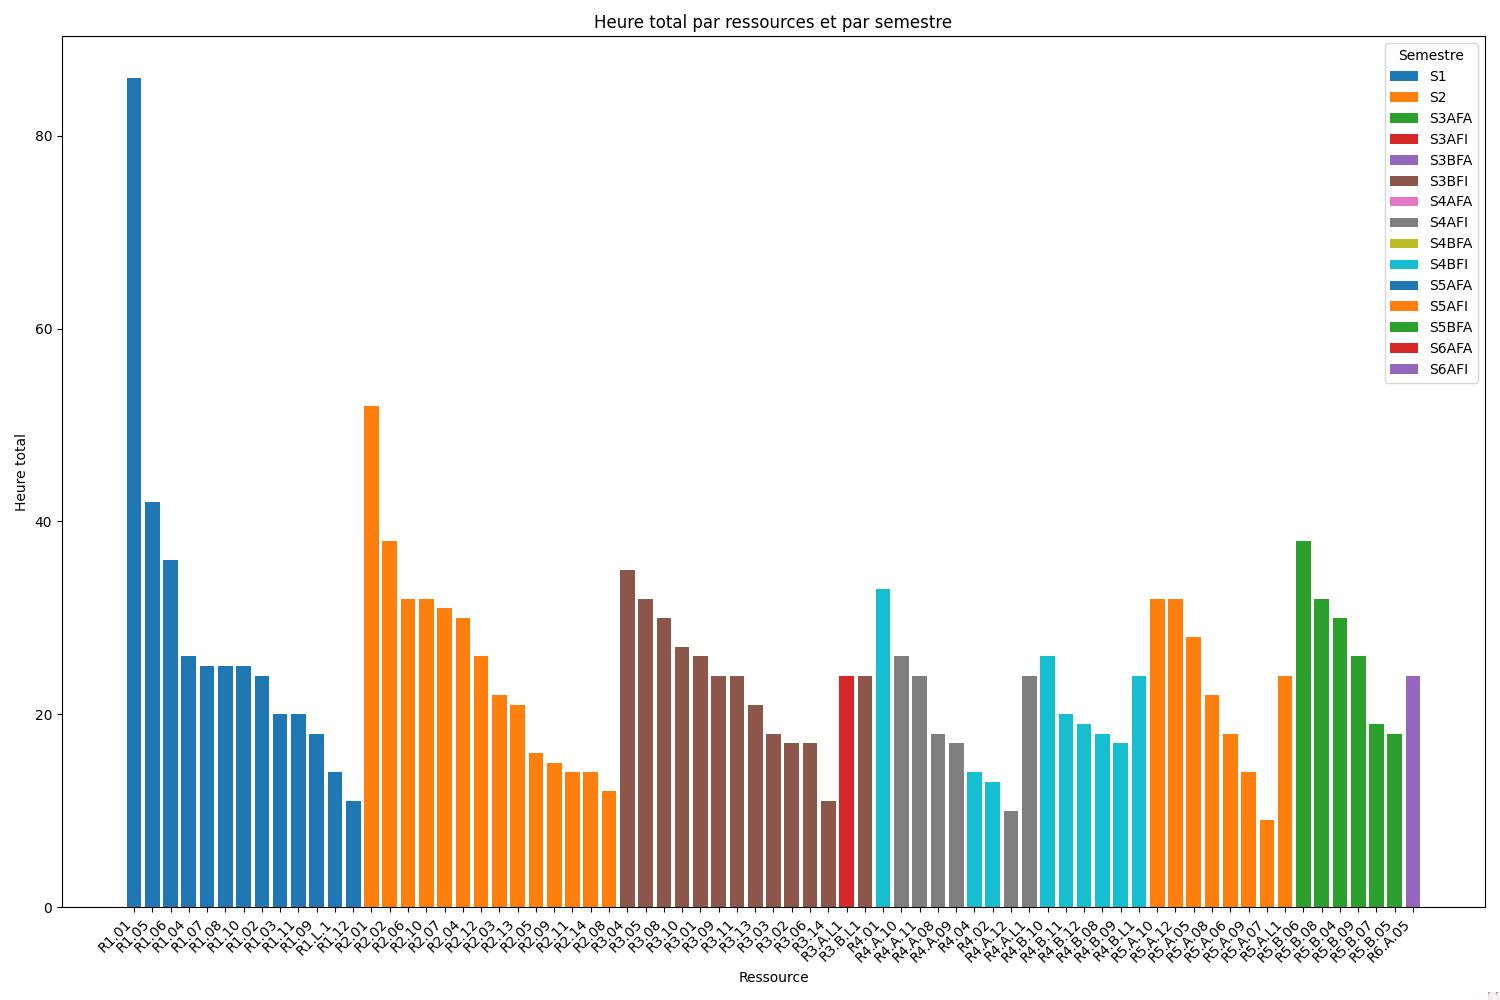 Heure total par ressources et par semestre
Semestre
S1
S2
S3AFA
S3AFI
S3BFA
S3BFI
S4AFA
S4AFI
S4BFA
S4BFI
S5AFA
S5AFI
S5BFA
S6AFA
S6AFI
Heure total
80
60
40
20
0
R1.01
R1.05
R1.06
R1.04
R1.07
R1.08
R1.10
R1.02
R1.03
R1.11
R1.09
R1.L.1
R1.12
R2.01
R2.02
R2.06
R2.10
R2.07
R2.04
R2.12
R2.03
R2.13
R2.05
R2.09
R2.11
R2.14
R2.08
R3.04
R3.05
R3.08
R3.10
R3.01
R3.09
R3.11
R3.13
R3.03
R3.02
R3.06
R3.14
R3.A.L1
R3.B.L1
R4.01
R4.A.10
R4.A.11
R4.A.08
R4.A.09
R4.04
R4.02
R4.A.12
R4.A.L1
R4.B.10
R4.B.11
R4.B.12
R4.B.08
R4.B.09
R4.B.L1
R5.A.10
R5.A.12
R5.A.05
R5.A.08
R5.A.06
R5.A.09
R5.A.07
R5.A.L1
R5.B.06
R5.B.08
R5.B.04
R5.B.09
R5.B.07
R5.B.05
R6.A.05
Ressource